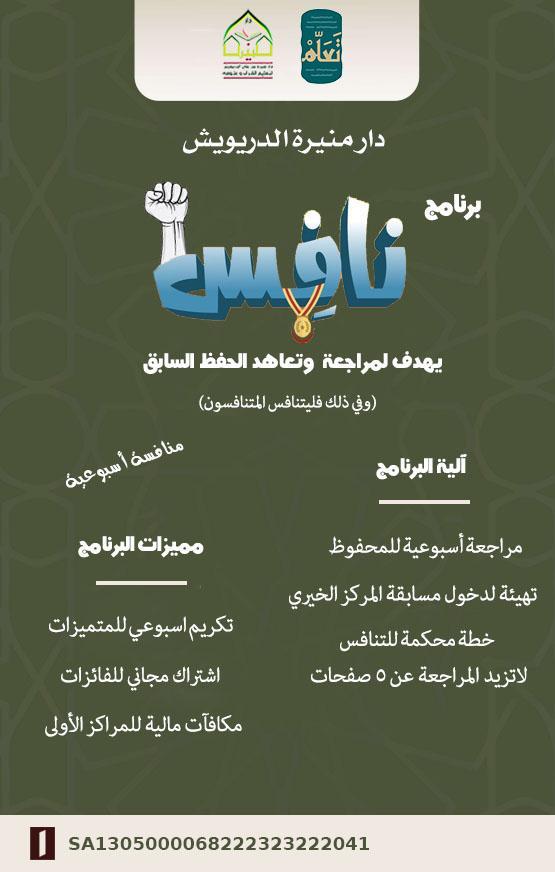 تَعَلَّمْ
دار منيرة الدريويش
برنامج
نافِس
يهدف لمراجعة وتعاهد الحفظ السابق
(وفي ذلك فليتنافس المتنافسون)
آلية البرنامج
مراجعة أسبوعية للمحفوظ
تهيئة لدخول مسابقة المركز الخيري
خطة محكمة للتنافس
لاتزيد المراجعة عن ٥ صفحات
منافسة أسبوعية
مميزات البرنامج
تكريم اسبوعي للمتميزات
اشتراك مجاني للفائزات
مكافآت مالية للمراكز الأولى
SA1305000068222323222041